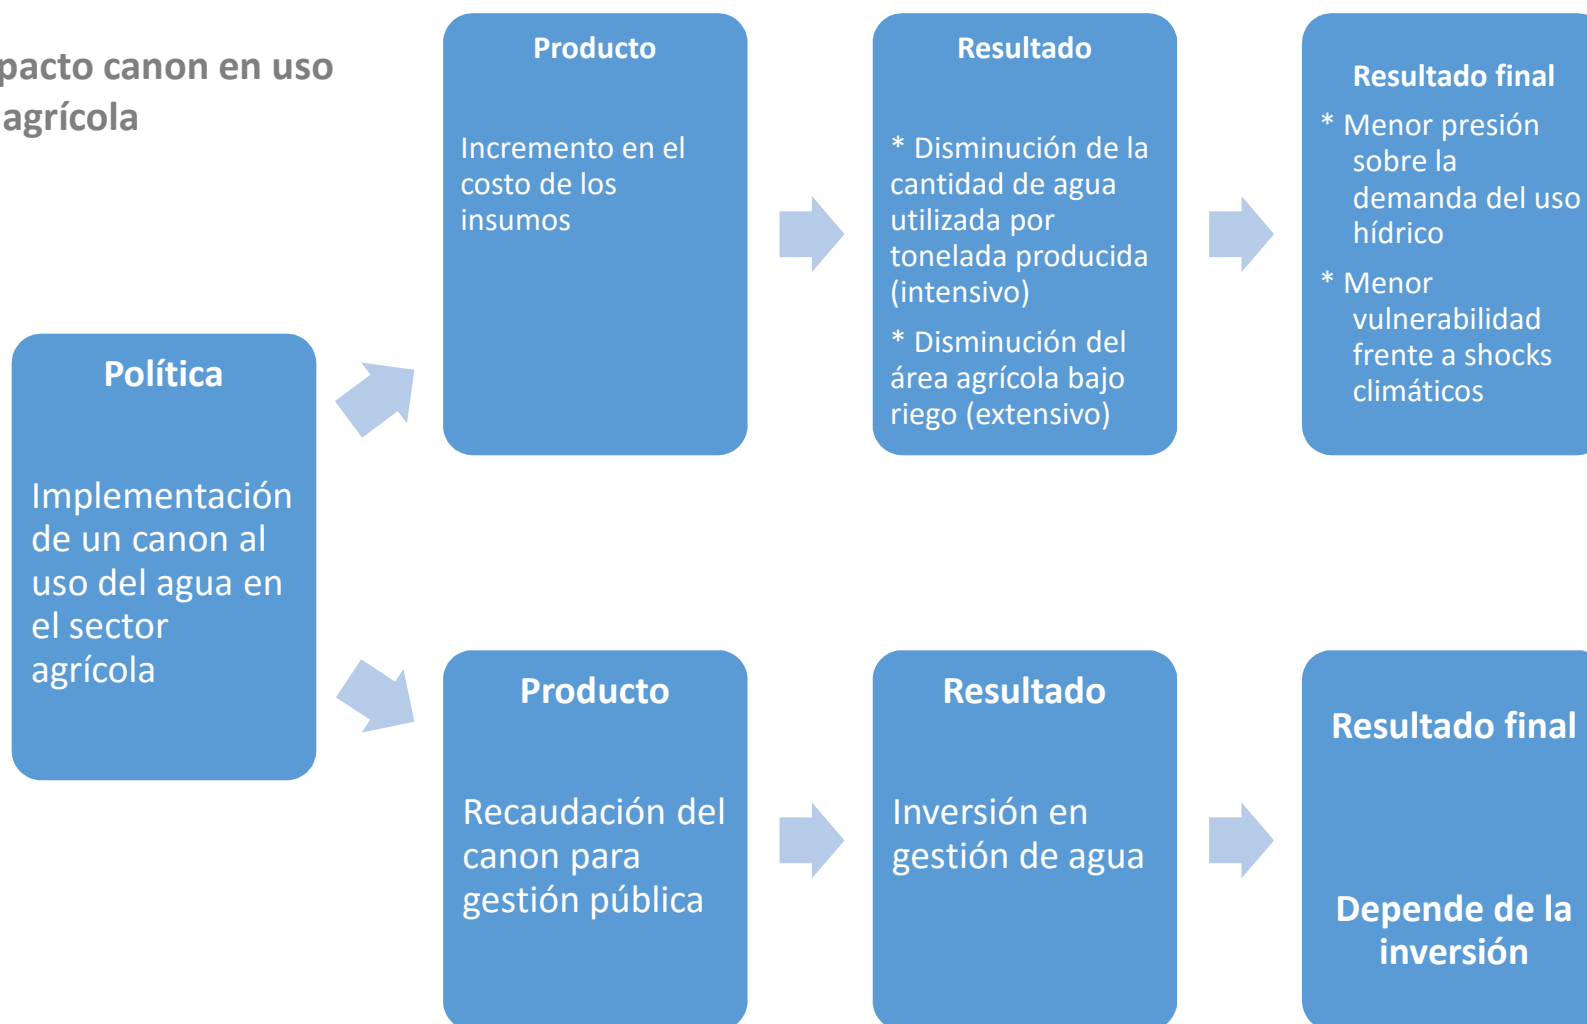 pacto canon en uso
agrícola
Política
Implementación
de un canon al
uso del agua en
el sector
agrícola
Producto
Incremento en el
costo de los
insumos
Resultado
* Disminución de la
cantidad de agua
utilizada por
tonelada producida
(intensivo)
* Disminución del
área agrícola bajo
riego (extensivo)
Resultado final
* Menor presión
sobre la
demanda del uso
hídrico
* Menor
vulnerabilidad
frente a shocks
climáticos
Producto
Recaudación del
canon para
gestión pública
Resultado
Inversión en
gestión de agua
Resultado final
Depende de la
inversión